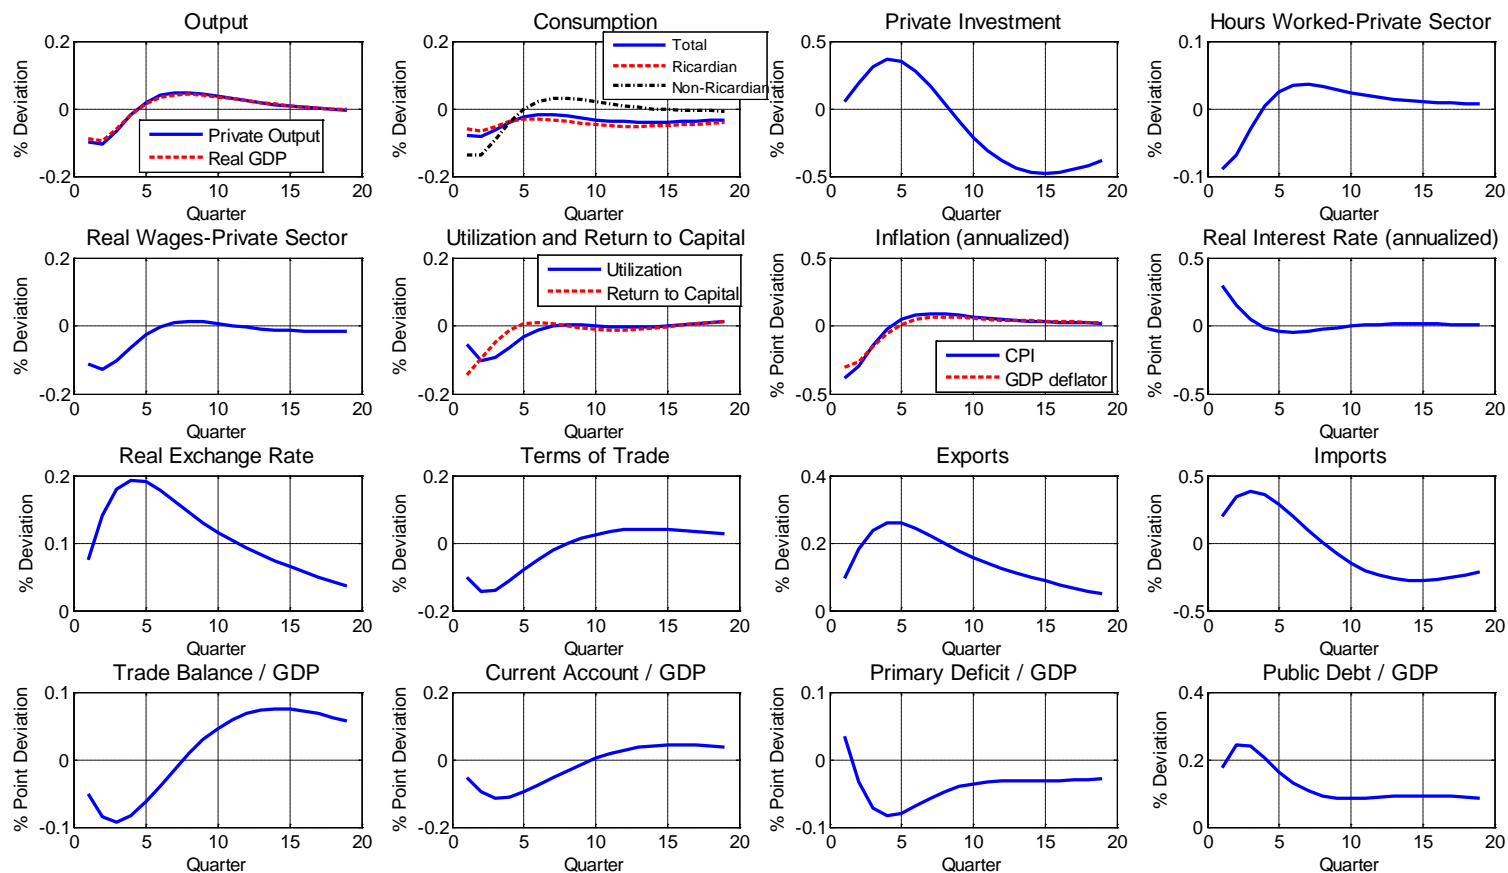 Output
% Deviation
0.2
0
-0.2
Private Output
Real GDP
0 5 10 15 20
Quarter
Consumption
% Deviation
0.2
0
-0.2
Total
Ricardian
Non-Ricardian
0 5 10 15 20
Quarter
Private Investment
% Deviation
0.5
0
-0.5
0 5 10 15 20
Quarter
Hours Worked-Private Sector
% Deviation
0.1
0
-0.1
0 5 10 15 20
Quarter
Real Wages-Private Sector
% Deviation
0.2
0
-0.2
0 5 10 15 20
Quarter
Utilization and Return to Capital
% Deviation
0.2
0
-0.2
Utilization
Return to Capital
0 5 10 15 20
Quarter
Inflation (annualized)
% Point Deviation
0.5
0
-0.5
CPI
GDP deflator
0 5 10 15 20
Quarter
Real Interest Rate (annualized)
% Point Deviation
0.5
0
-0.5
0 5 10 15 20
Quarter
Real Exchange Rate
% Deviation
0.2
0.1
0
0 5 10 15 20
Quarter
Terms of Trade
% Deviation
0.2
0
-0.2
0 5 10 15 20
Quarter
Exports
% Deviation
0.4
0.2
0
0 5 10 15 20
Quarter
Imports
% Deviation
0.5
0
-0.5
0 5 10 15 20
Quarter
Trade Balance / GDP
% Point Deviation
0.1
0
-0.1
0 5 10 15 20
Quarter
Current Account / GDP
% Point Deviation
0.2
0
-0.2
0 5 10 15 20
Quarter
Primary Deficit / GDP
% Point Deviation
0.1
0
-0.1
0 5 10 15 20
Quarter
Public Debt / GDP
% Deviation
0.4
0.2
0
0 5 10 15 20
Quarter